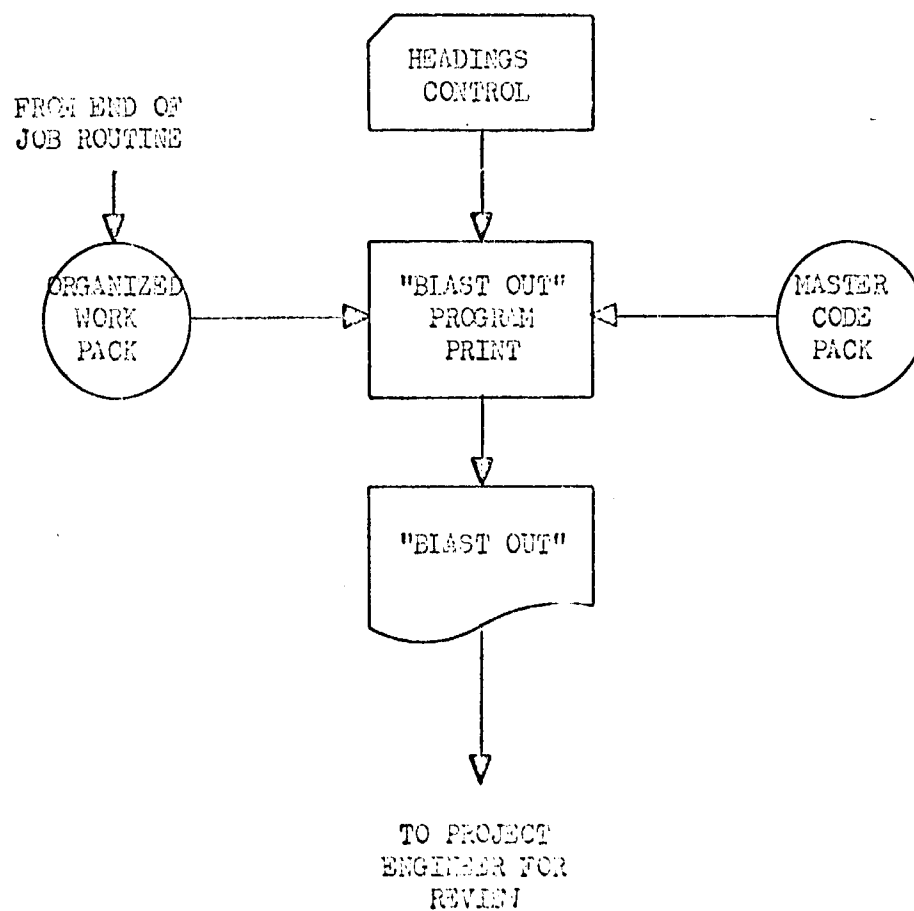 HEADINGS
CONTROL
FROM END OF
JOB ROUTINE
ORGANIZED
WORK
PACK
"BLAST OUT"
PROGRAM
PRINT
MASTER
CODE
PACK
"BLAST OUT"
TO PROJECT
ENGINEER FOR
REVIEW